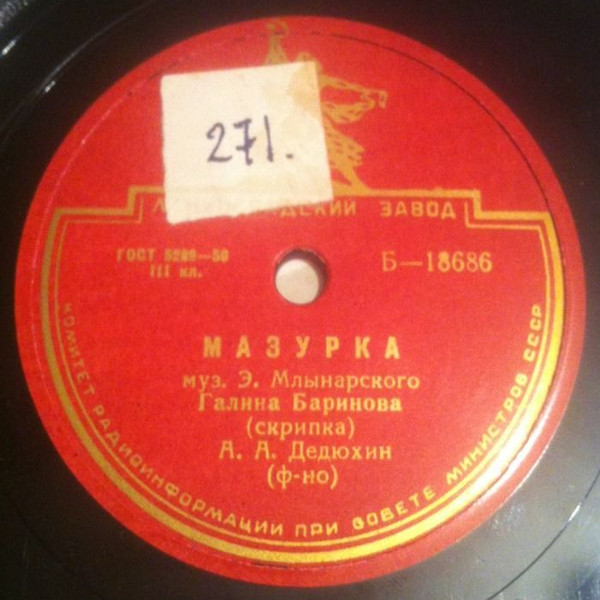 271.
ЗАВОД
ГОСТ 5289—50
III кл.
Б—18686
МАЗУРКА
муз. Э. Млынарского
Галина Баринова
(скрипка)
А. А. Дедюхин
(ф-но)
КОМИТЕТ РАДИОИНФОРМАЦИИ ПРИ СОВЕТЕ МИНИСТРОВ СССР